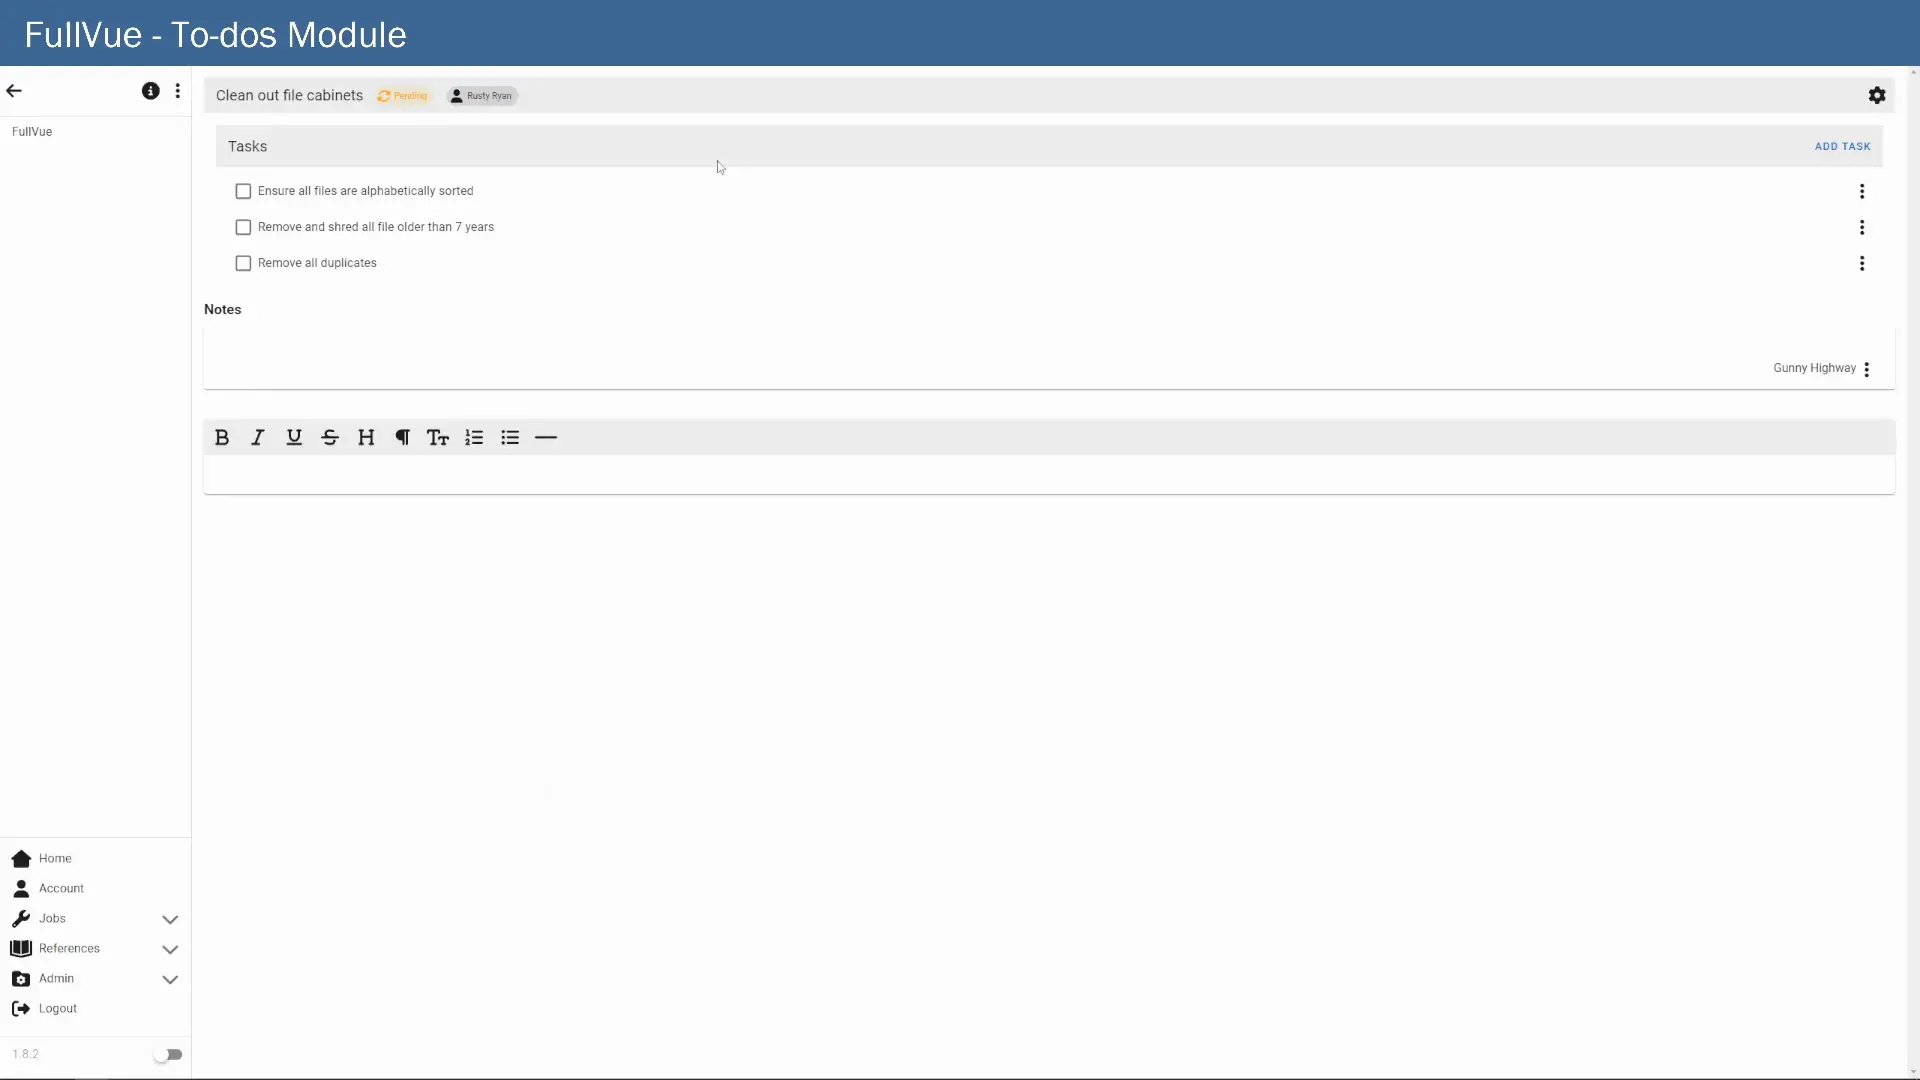 FullVue - To-dos Module
FullVue
Clean out file cabinets Pending Rusty Ryan
Tasks ADD TASK
Ensure all files are alphabetically sorted
Remove and shred all file older than 7 years
Remove all duplicates
Notes
Gunny Highway
B I U S H ¶ TT
Home
Account
Jobs
References
Admin
Logout
1.8.2